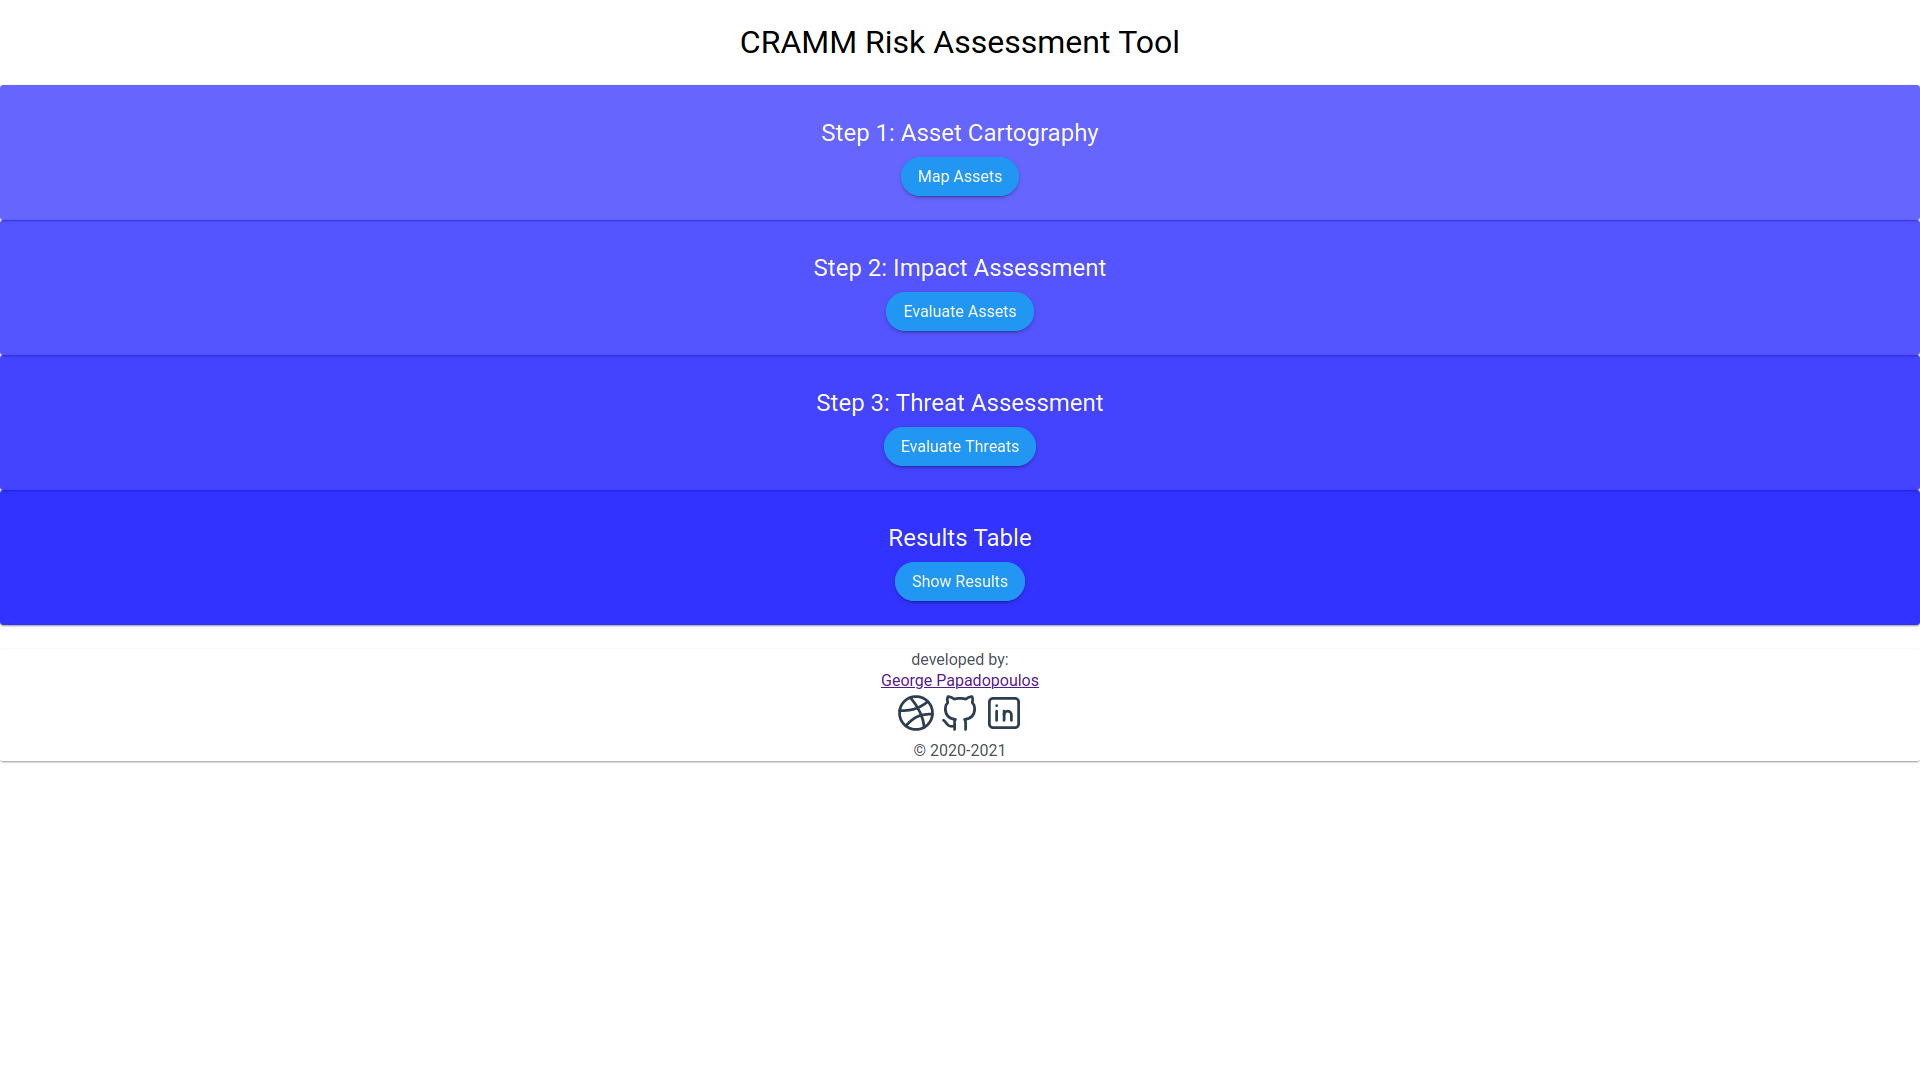 CRAMM Risk Assessment Tool
Step 1: Asset Cartography
Map Assets
Step 2: Impact Assessment
Evaluate Assets
Step 3: Threat Assessment
Evaluate Threats
Results Table
Show Results
developed by:
George Papadopoulos
in
© 2020-2021